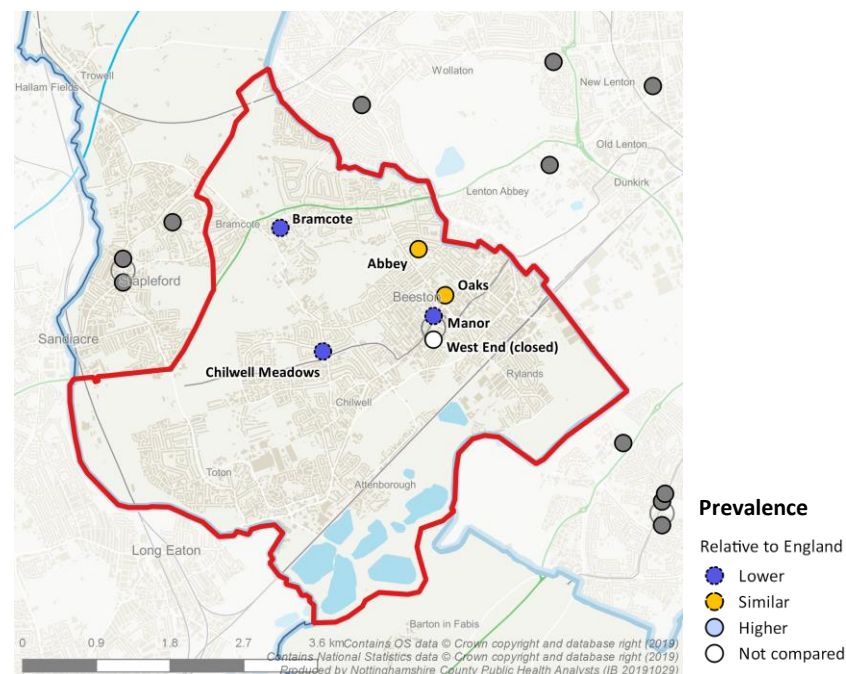 Trowell
Hallam Fields
Wollaton
New Lenton
Old Lenton
Dunkirk
Lenton Abbey
Bramcote
Bramcote
Abbey
Stapleford
Oaks
Beeston
Manor
West End (closed)
Sandiacre
Chilwell Meadows
Rylands
Chilwell
Toton
Attenborough
Long Eaton
Barton in Fabis
0 0.9 1.8 2.7 3.6 km
Contains OS data © Crown copyright and database right (2019)
Contains National Statistics data © Crown copyright and database right (2019)
Produced by Nottinghamshire County Public Health Analysts (IB 20191029)
Prevalence
Relative to England
Lower
Similar
Higher
Not compared